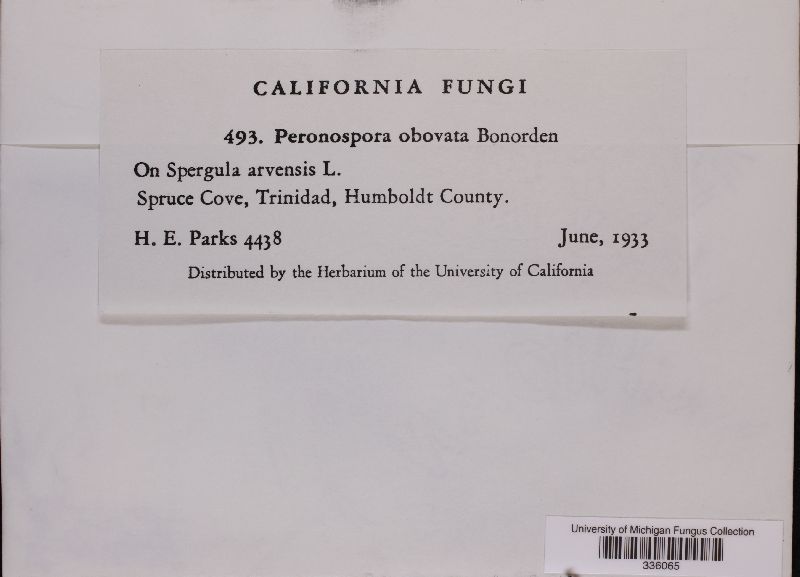 CALIFORNIA FUNGI
493. Peronospora obovata Bonorden
On Spergula arvensis L.
Spruce Cove, Trinidad, Humboldt County.
H. E. Parks 4438 June, 1933
Distributed by the Herbarium of the University of California
University of Michigan Fungus Collection
336065